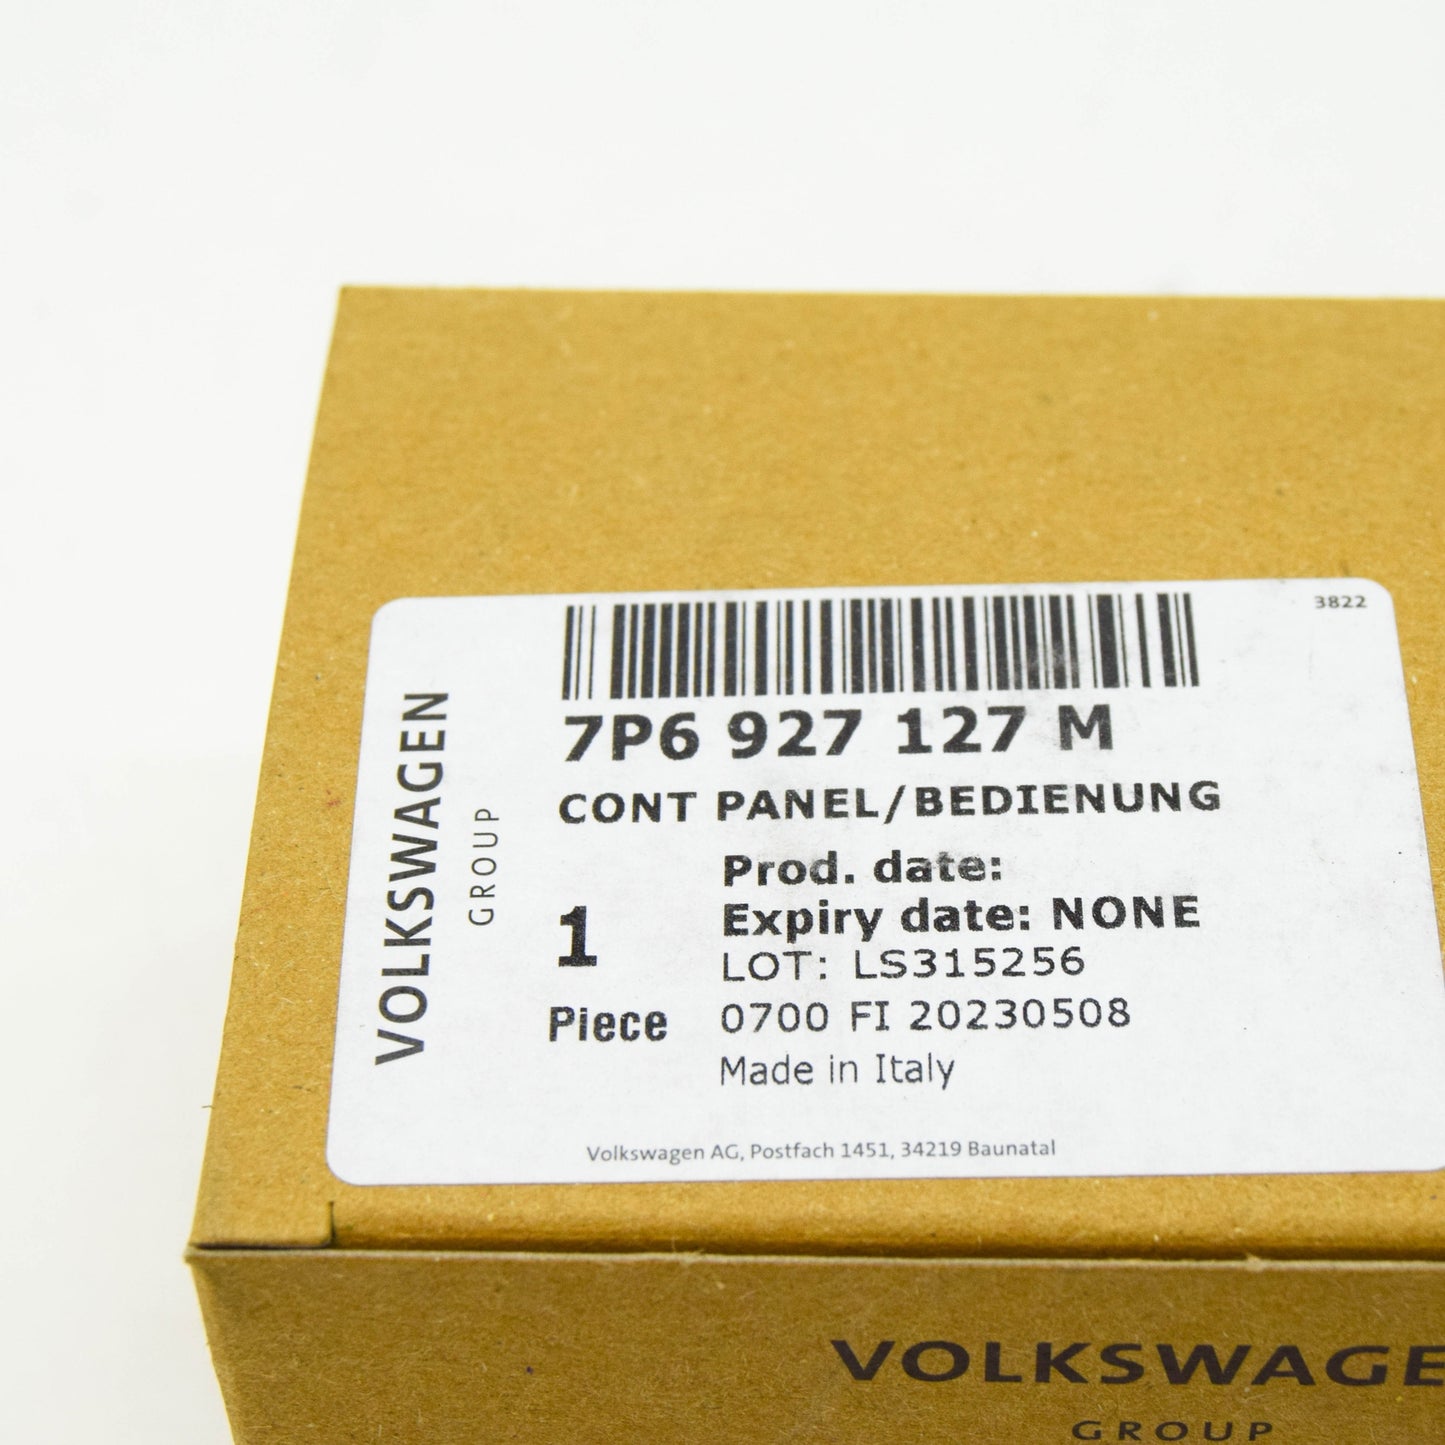 3822
7P6 927 127 M
CONT PANEL/BEDIENUNG
Prod. date:
Expiry date: NONE
LOT: LS315256
1
Piece
0700 FI 20230508
Made in Italy
Volkswagen AG, Postfach 1451, 34219 Baunatal
VOLKSWAGEN
GROUP
VOLKSWAGE
GROUP